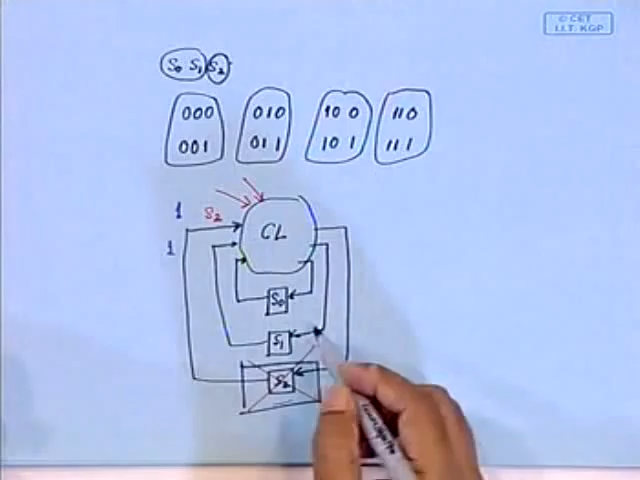 © CET
I.I.T. KGP
S0 S1 S2
000 010 100 110
001 011 101 111
1 S2
CL
1
S0
S1
S2